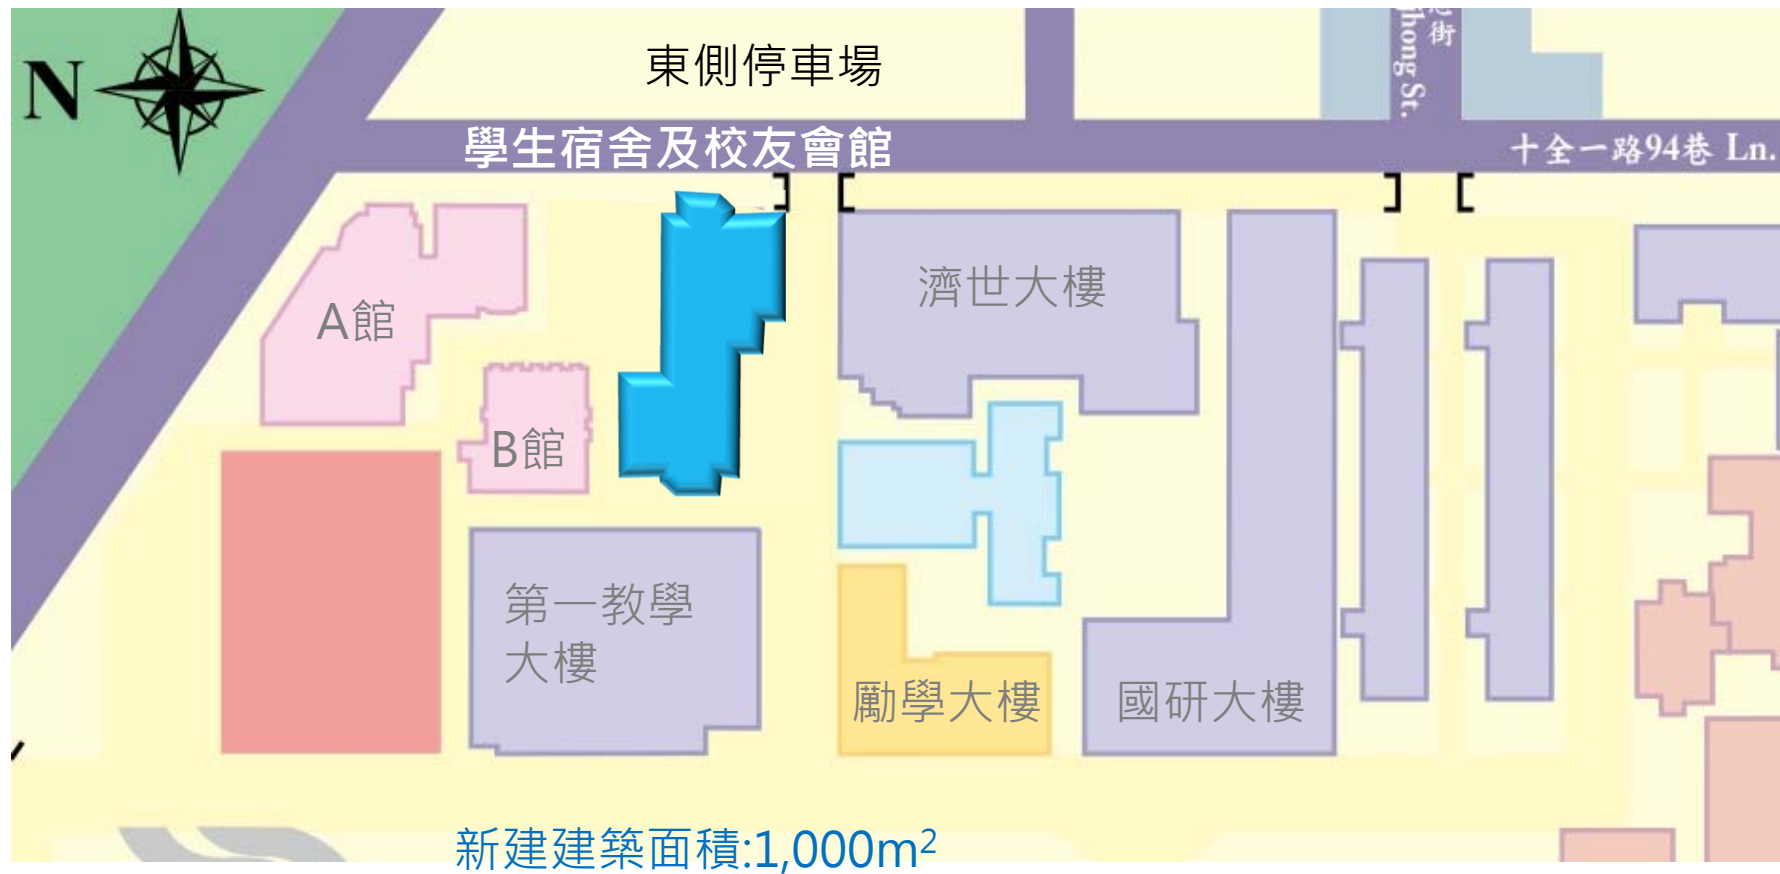 N
東側停車場
街
hong St.
學生宿舍及校友會館
十全一路94巷 Ln.
A館
濟世大樓
B館
第一教學
大樓
勵學大樓
國研大樓
新建建築面積:1,000m²